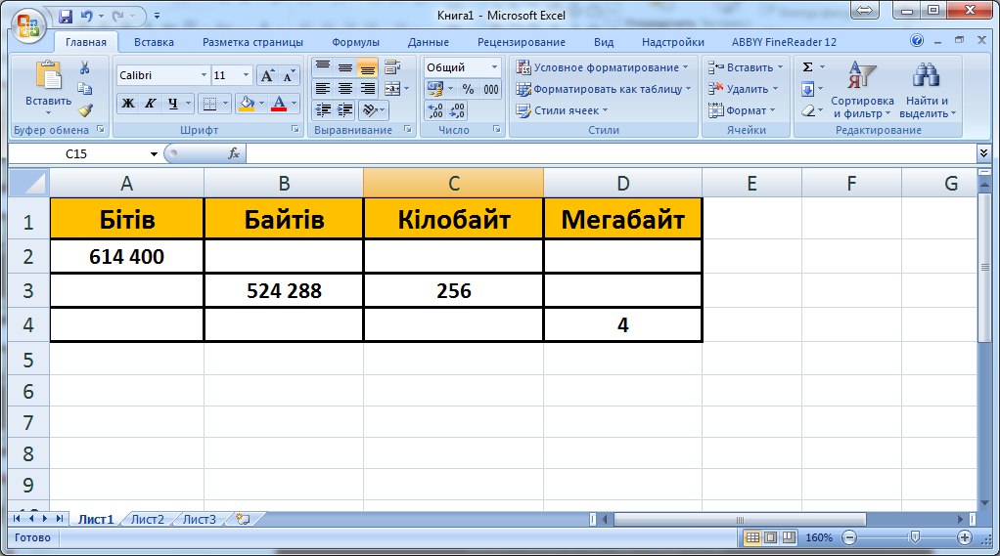 Книга1 - Microsoft Excel
Главная Вставка Разметка страницы Формулы Данные Рецензирование Вид Надстройки ABBYY FineReader 12
Вставить
Буфер обмена
Calibri 11
Ж К Ч
Шрифт
Выравнивание
Общий
% 000
Число
Условное форматирование
Форматировать как таблицу
Стили ячеек
Стили
Вставить
Удалить
Формат
Ячейки
Σ
Сортировка и фильтр
Найти и выделить
Редактирование
C15 fx
A B C D E F G
1 Бітів Байтів Кілобайт Мегабайт
2 614 400
3 524 288 256
4 4
5
6
7
8
9
Лист1 Лист2 Лист3
Готово 160%